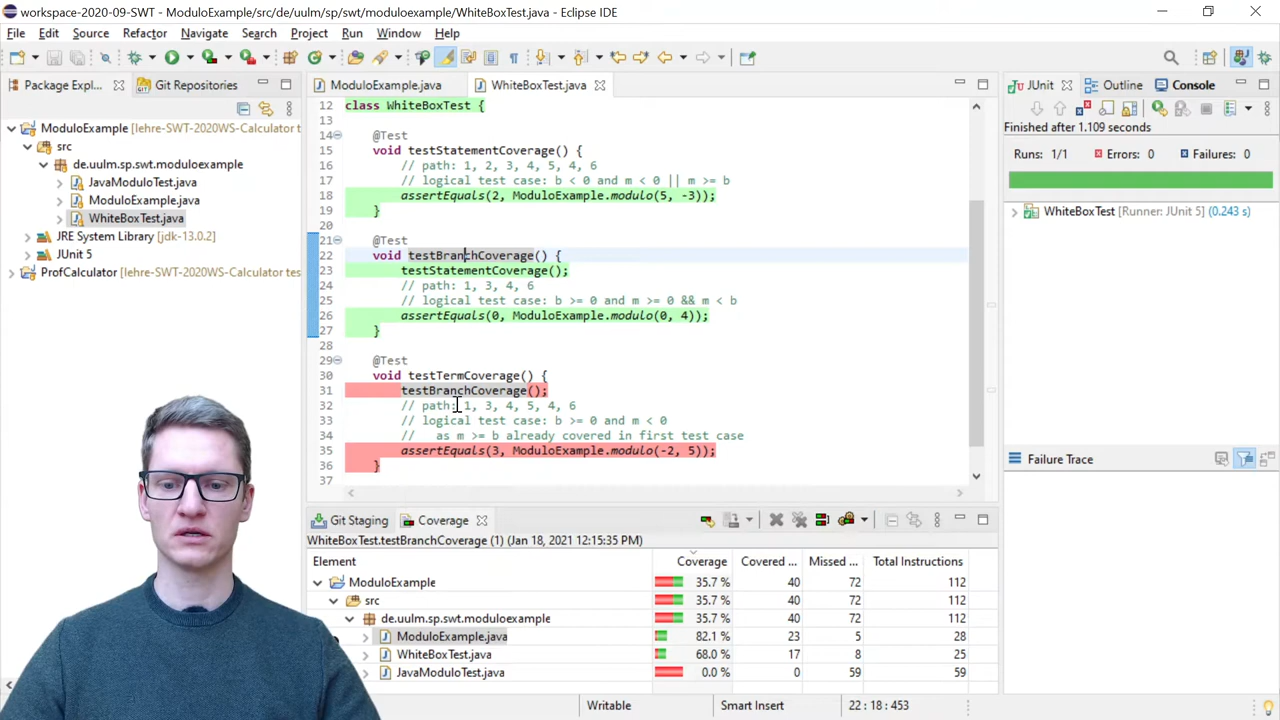 workspace-2020-09-SWT - ModuloExample/src/de/uulm/sp/swt/moduloexample/WhiteBoxTest.java - Eclipse IDE
File Edit Source Refactor Navigate Search Project Run Window Help
Package Expl...
Git Repositories
ModuloExample [lehre-SWT-2020WS-Calculator t
src
de.uulm.sp.swt.moduloexample
JavaModuloTest.java
ModuloExample.java
WhiteBoxTest.java
JRE System Library [jdk-13.0.2]
JUnit 5
ProfCalculator [lehre-SWT-2020WS-Calculator tes
ModuloExample.java
WhiteBoxTest.java
12 class WhiteBoxTest {
13
14 @Test
15 void testStatementCoverage() {
16 // path: 1, 2, 3, 4, 5, 4, 6
17 // logical test case: b < 0 and m < 0 || m >= b
18 assertEquals(2, ModuloExample.modulo(5, -3));
19 }
20
21 @Test
22 void testBranchCoverage() {
23 testStatementCoverage();
24 // path: 1, 3, 4, 6
25 // logical test case: b >= 0 and m >= 0 && m < b
26 assertEquals(0, ModuloExample.modulo(0, 4));
27 }
28
29 @Test
30 void testTermCoverage() {
31 testBranchCoverage();
32 // path: 1, 3, 4, 5, 4, 6
33 // logical test case: b >= 0 and m < 0
34 // as m >= b already covered in first test case
35 assertEquals(3, ModuloExample.modulo(-2, 5));
36 }
37
JUnit
Outline
Console
Finished after 1.109 seconds
Runs: 1/1 Errors: 0 Failures: 0
WhiteBoxTest [Runner: JUnit 5] (0.243 s)
Failure Trace
Git Staging
Coverage
WhiteBoxTest.testBranchCoverage (1) (Jan 18, 2021 12:15:35 PM)
Element Coverage Covered ... Missed ... Total Instructions
ModuloExample 35.7 % 40 72 112
src 35.7 % 40 72 112
de.uulm.sp.swt.moduloexample 35.7 % 40 72 112
ModuloExample.java 82.1 % 23 5 28
WhiteBoxTest.java 68.0 % 17 8 25
JavaModuloTest.java 0.0 % 0 59 59
Writable
Smart Insert
22 : 18 : 453